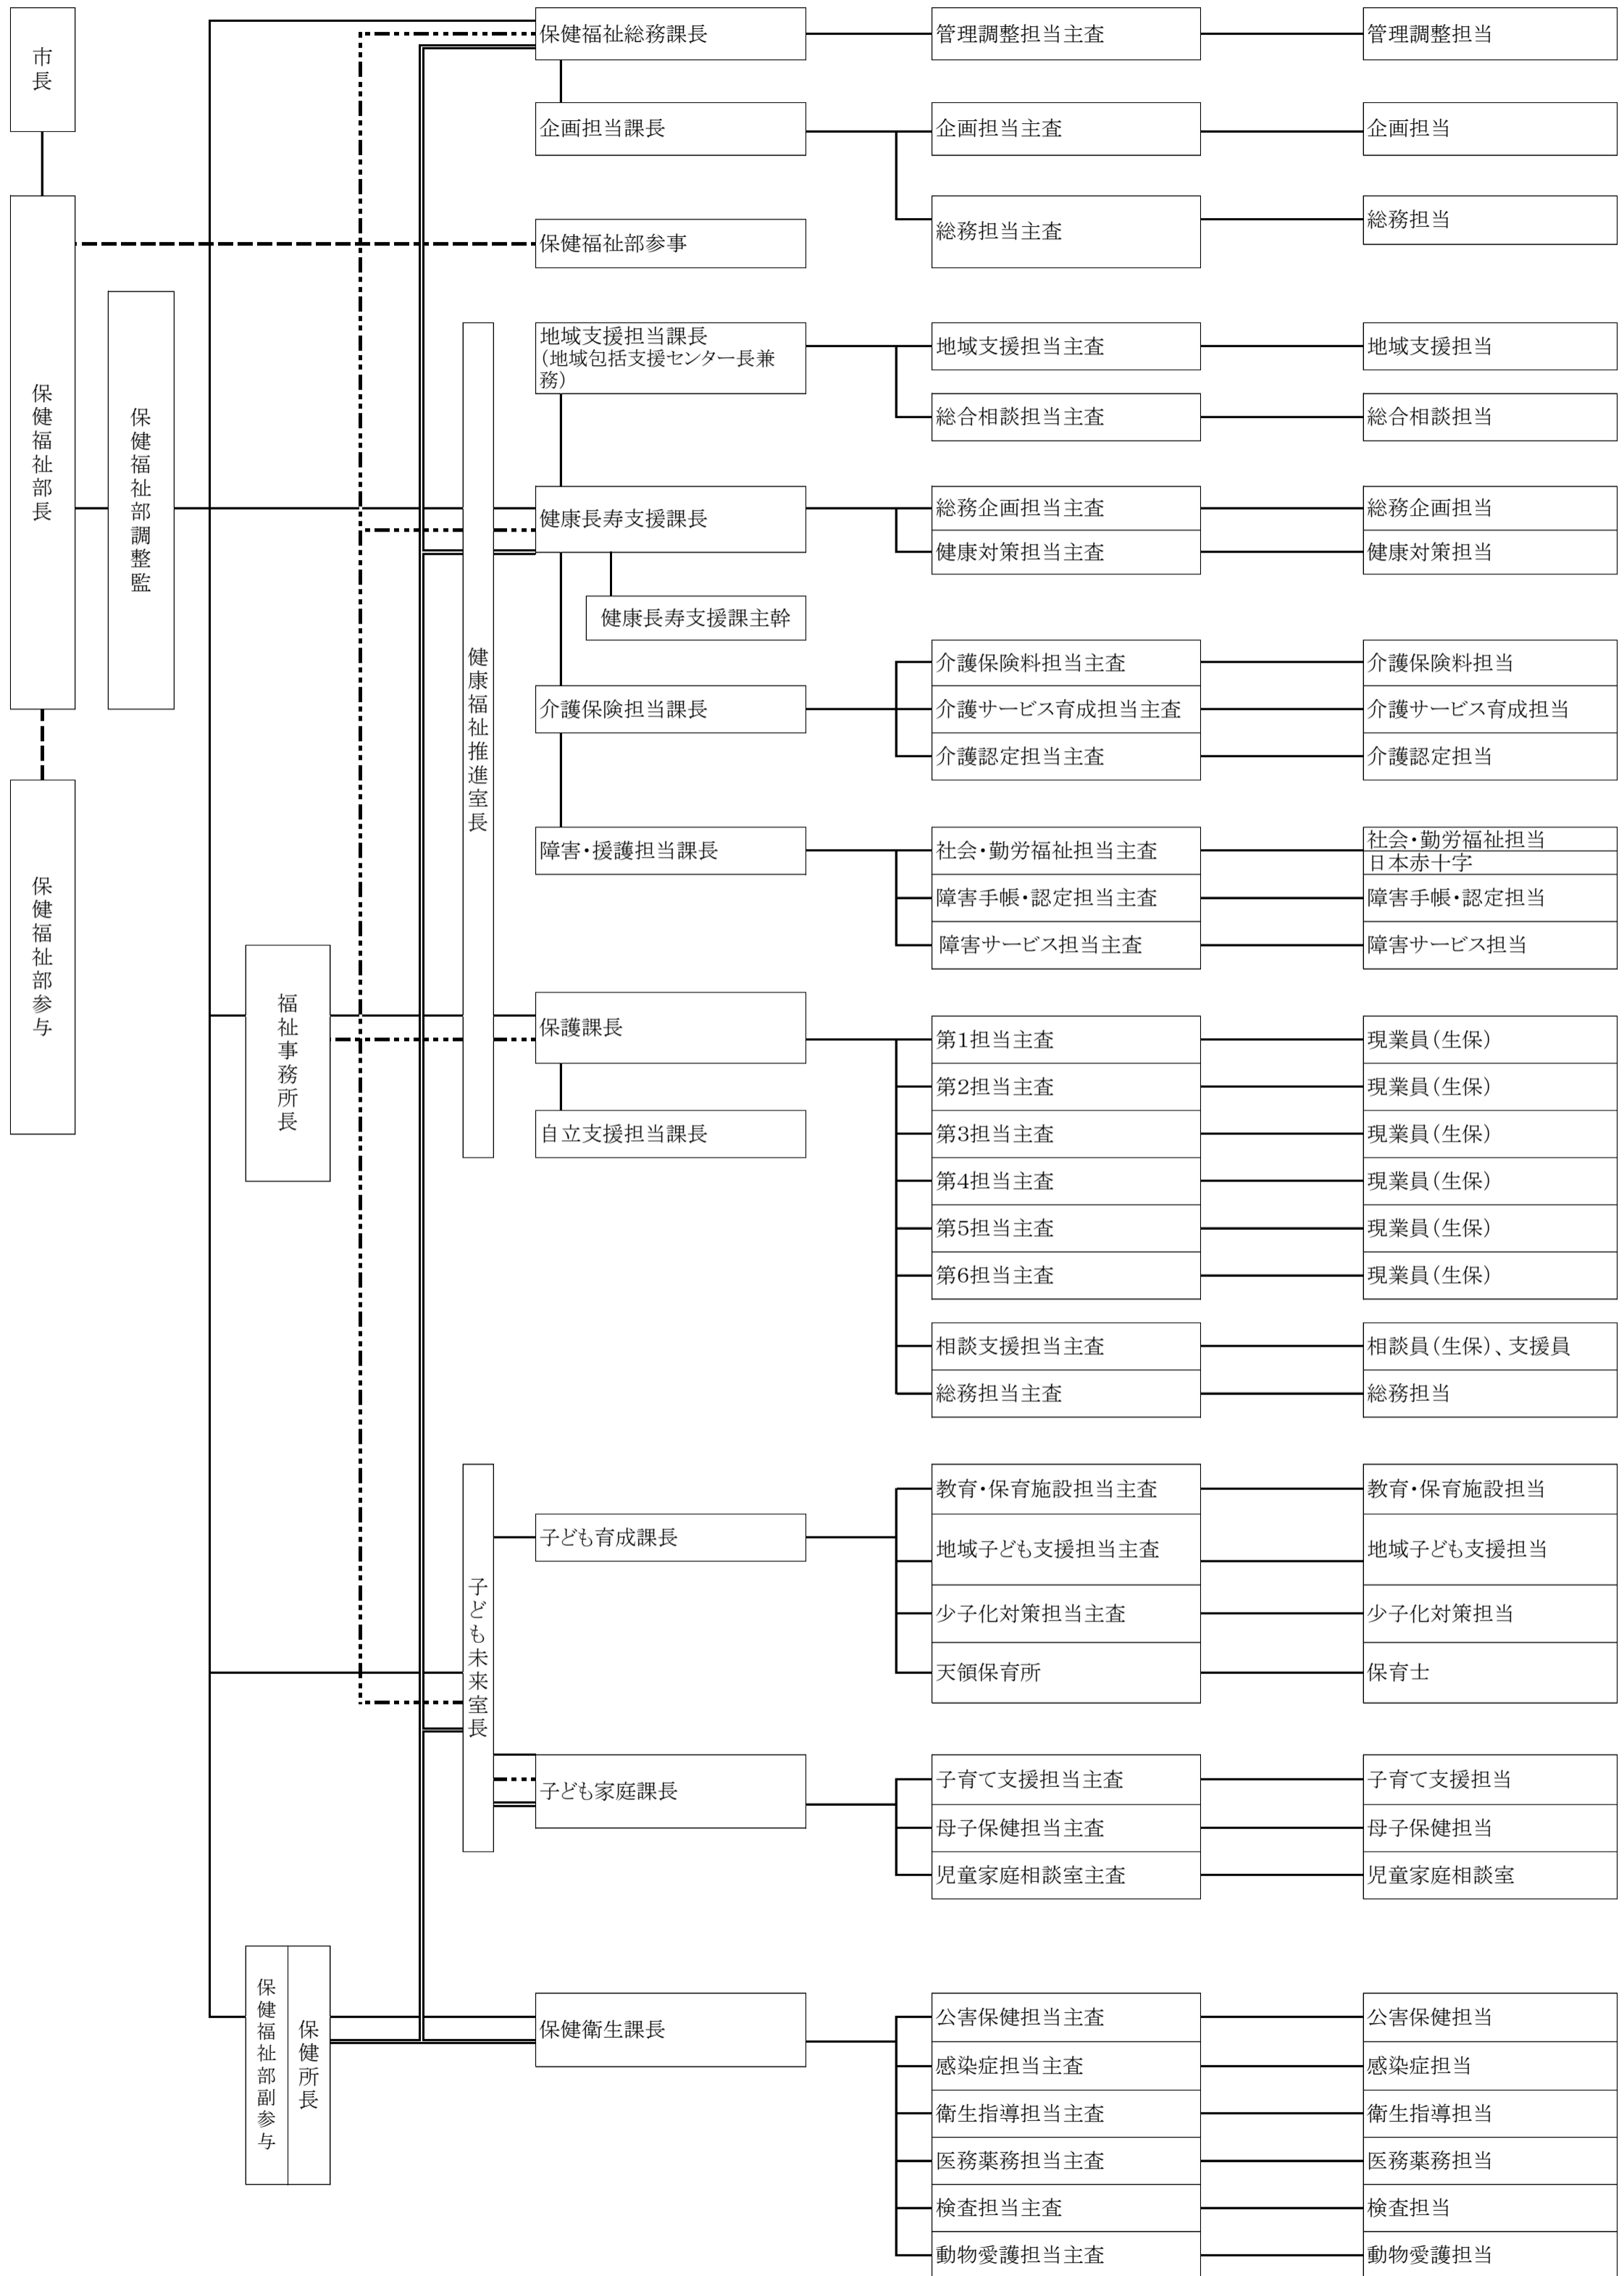 市長
保健福祉部長
保健福祉部参与
保健福祉部調整監
福祉事務所長
保健福祉部副参与
保健所長
健康福祉推進室長
子ども未来室長
保健福祉総務課長
管理調整担当主査
管理調整担当
企画担当課長
企画担当主査
企画担当
総務担当主査
総務担当
保健福祉部参事
地域支援担当課長
（地域包括支援センター長兼
務）
地域支援担当主査
地域支援担当
総合相談担当主査
総合相談担当
健康長寿支援課長
総務企画担当主査
総務企画担当
健康対策担当主査
健康対策担当
健康長寿支援課主幹
介護保険担当課長
介護保険料担当主査
介護保険料担当
介護サービス育成担当主査
介護サービス育成担当
介護認定担当主査
介護認定担当
障害・援護担当課長
社会・勤労福祉担当主査
社会・勤労福祉担当
日本赤十字
障害手帳・認定担当主査
障害手帳・認定担当
障害サービス担当主査
障害サービス担当
保護課長
自立支援担当課長
第1担当主査
現業員（生保）
第2担当主査
現業員（生保）
第3担当主査
現業員（生保）
第4担当主査
現業員（生保）
第5担当主査
現業員（生保）
第6担当主査
現業員（生保）
相談支援担当主査
相談員（生保）、支援員
総務担当主査
総務担当
子ども育成課長
教育・保育施設担当主査
教育・保育施設担当
地域子ども支援担当主査
地域子ども支援担当
少子化対策担当主査
少子化対策担当
天領保育所
保育士
子ども家庭課長
子育て支援担当主査
子育て支援担当
母子保健担当主査
母子保健担当
児童家庭相談室主査
児童家庭相談室
保健衛生課長
公害保健担当主査
公害保健担当
感染症担当主査
感染症担当
衛生指導担当主査
衛生指導担当
医務薬務担当主査
医務薬務担当
検査担当主査
検査担当
動物愛護担当主査
動物愛護担当